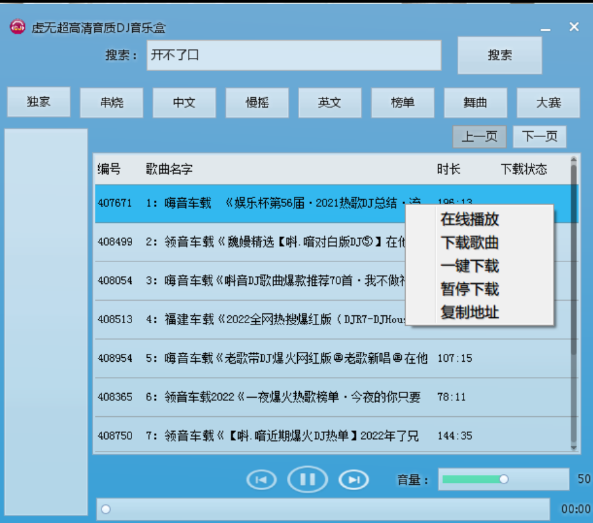 虚无超高清音质DJ音乐盒
搜索： 开不了口 搜索
独家 串烧 中文 慢摇 英文 榜单 舞曲 大赛
上一页 下一页
编号 歌曲名字 时长 下载状态
407671 1: 嗨音车载 《娱乐杯第56届·2021热歌DJ总结·流 196:13
在线播放
408499 2: 领音车载《魏嫚精选【喌.喑对白版DJ⑤】在他
下载歌曲
一键下载
408054 3: 嗨音车载《喌音DJ歌曲爆款推荐70首·我不做
暂停下载
复制地址
408513 4: 福建车载《2022全网热搜爆红版（DJR7-DJHou
408954 5: 嗨音车载《老歌带DJ爆火网红版@老歌新唱@在他 107:15
408365 6: 领音车载2022《一夜爆火热歌榜单·今夜的你只要 78:11
408750 7: 领音车载《【喌.喑近期爆火DJ热单】2022年了兄 144:35
音量： 50
00:00